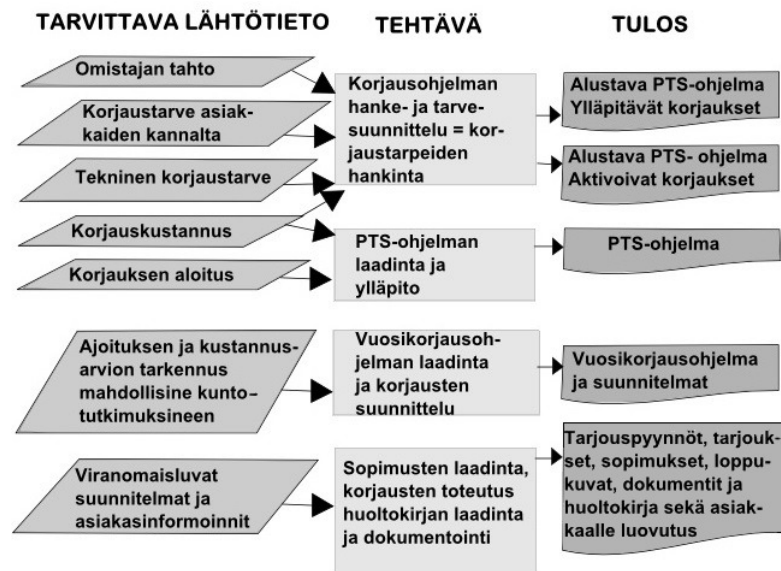 TARVITTAVA LÄHTÖTIETO
TEHTÄVÄ
TULOS
Omistajan tahto
Korjaustarve asiak-
kaiden kannalta
Tekninen korjaustarve
Korjauskustannus
Korjauksen aloitus
Korjausohjelman
hanke- ja tarve-
suunnittelu = kor-
jaustarpeiden
hankinta
Alustava PTS-ohjelma
Ylläpitävät korjaukset
Alustava PTS- ohjelma
Aktivoivat korjaukset
PTS-ohjelman
laadinta ja
ylläpito
PTS-ohjelma
Ajoituksen ja kustannus-
arvion tarkennus
mahdollisine kunto-
tutkimuksineen
Vuosikorjausoh-
jelman laadinta
ja korjausten
suunnittelu
Vuosikorjausohjelma
ja suunnitelmat
Viranomaisluvat
suunnitelmat ja
asiakasinformoinnit
Sopimusten laadinta,
korjausten toteutus
huoltokirjan laadinta
ja dokumentointi
Tarjouspyynnöt, tarjouk-
set, sopimukset, loppu-
kuvat, dokumentit ja
huoltokirja sekä asiak-
kaalle luovutus